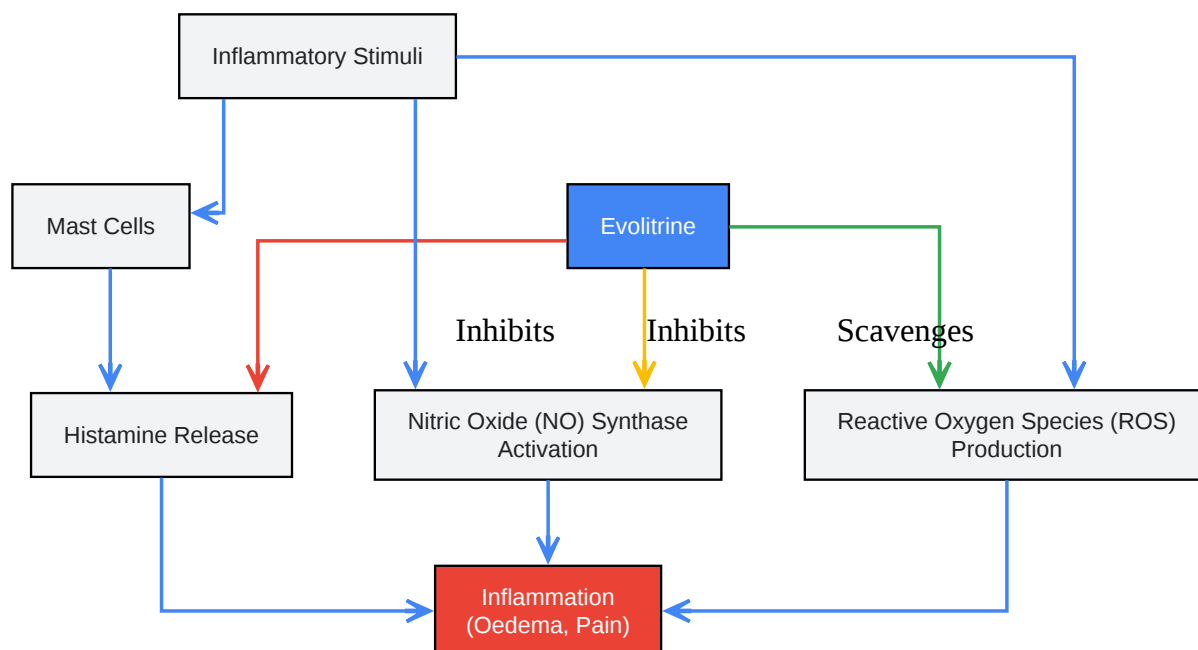 Inflammatory Stimuli
Mast Cells
Evolitrine
Inhibits
Inhibits
Scavenges
Histamine Release
Nitric Oxide (NO) Synthase
Activation
Reactive Oxygen Species (ROS)
Production
Inflammation
(Oedema, Pain)